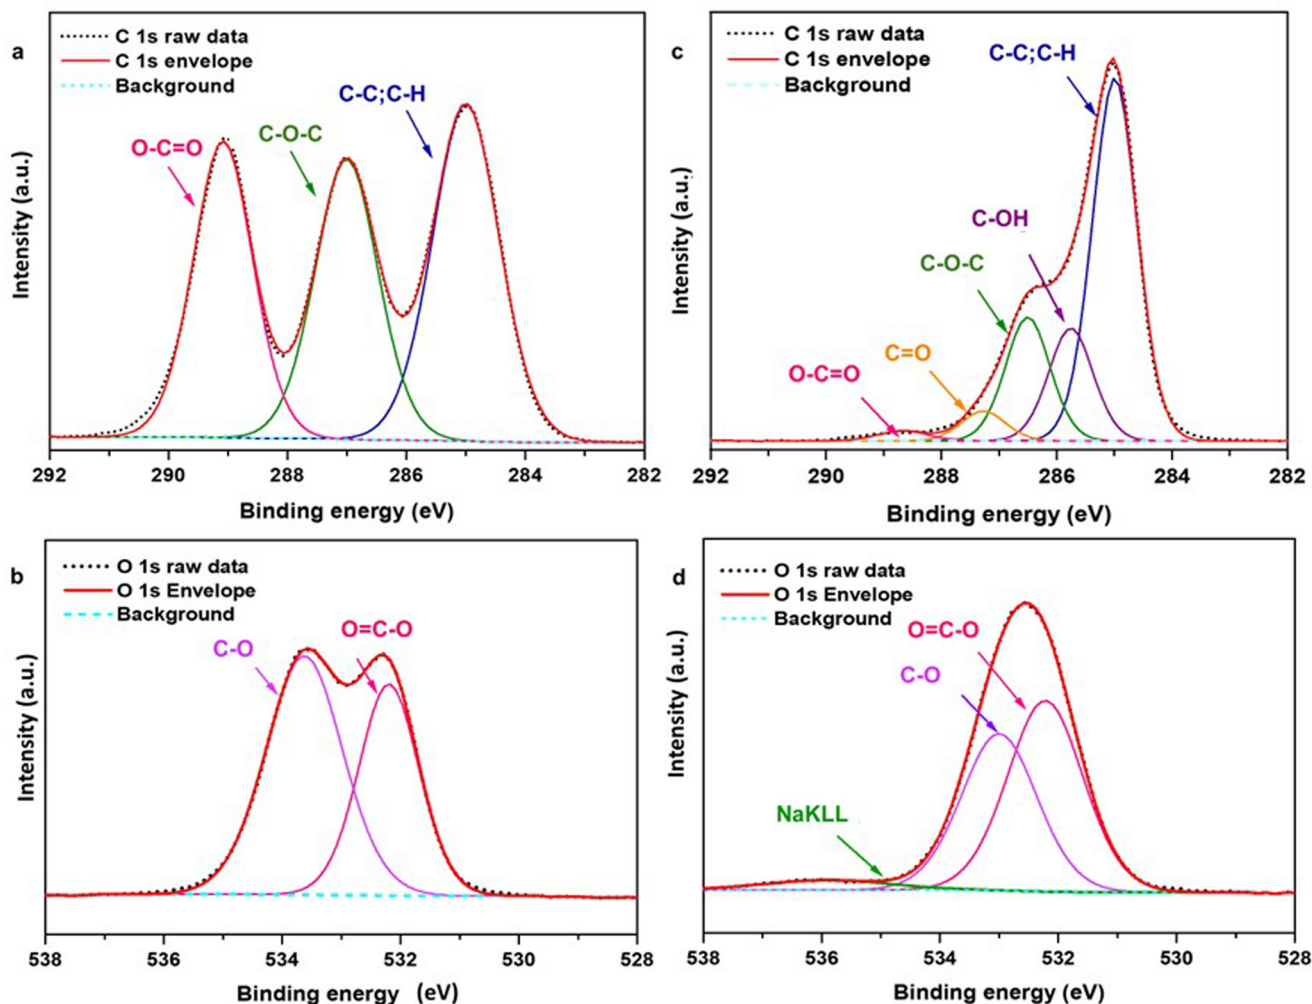 a
C 1s raw data
C 1s envelope
Background
O-C=O
C-O-C
C-C;C-H
Intensity (a.u.)
292
290
288
286
284
282
Binding energy (eV)
c
C 1s raw data
C 1s envelope
Background
C-C;C-H
C-OH
C-O-C
C=O
O-C=O
Intensity (a.u.)
292
290
288
286
284
282
Binding energy (eV)
b
O 1s raw data
O 1s Envelope
Background
C-O
O=C-O
Intensity (a.u.)
538
536
534
532
530
528
Binding energy (eV)
d
O 1s raw data
O 1s Envelope
Background
O=C-O
C-O
NaKLL
Intensity (a.u.)
538
536
534
532
530
528
Binding energy (eV)